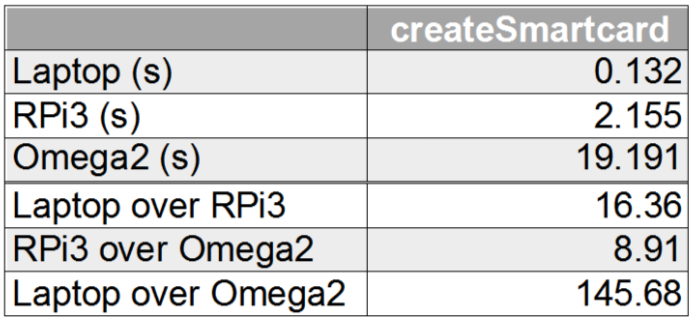 createSmartcard
Laptop (s) 0.132
RPi3 (s) 2.155
Omega2 (s) 19.191
Laptop over RPi3 16.36
RPi3 over Omega2 8.91
Laptop over Omega2 145.68